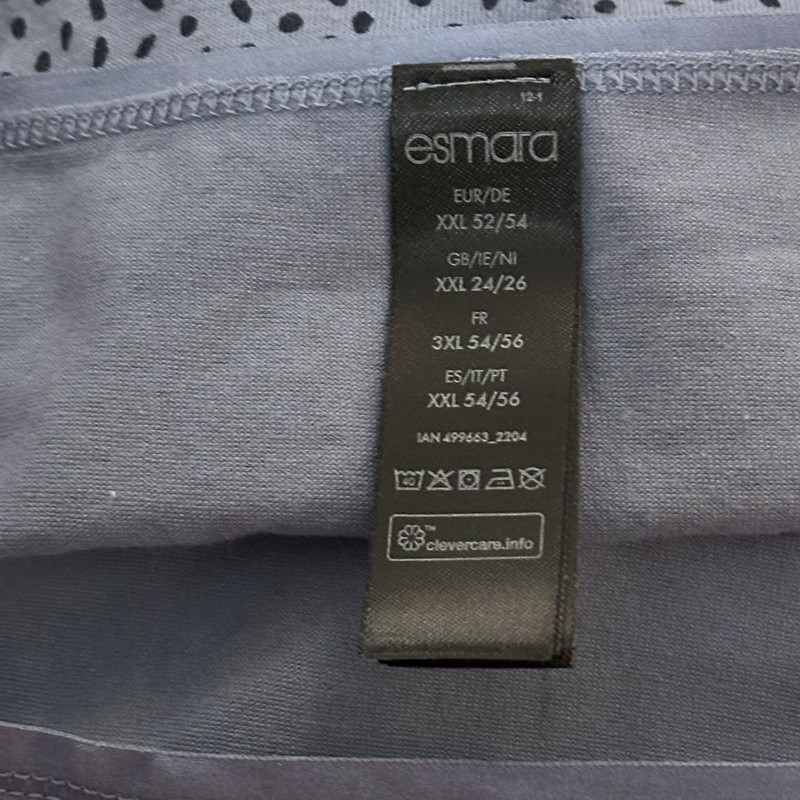 12-1
esmara
EUR/DE
XXL 52/54
GB/IE/NI
XXL 24/26
FR
3XL 54/56
ES/IT/PT
XXL 54/56
IAN 499663_2204
40
clevercare.info